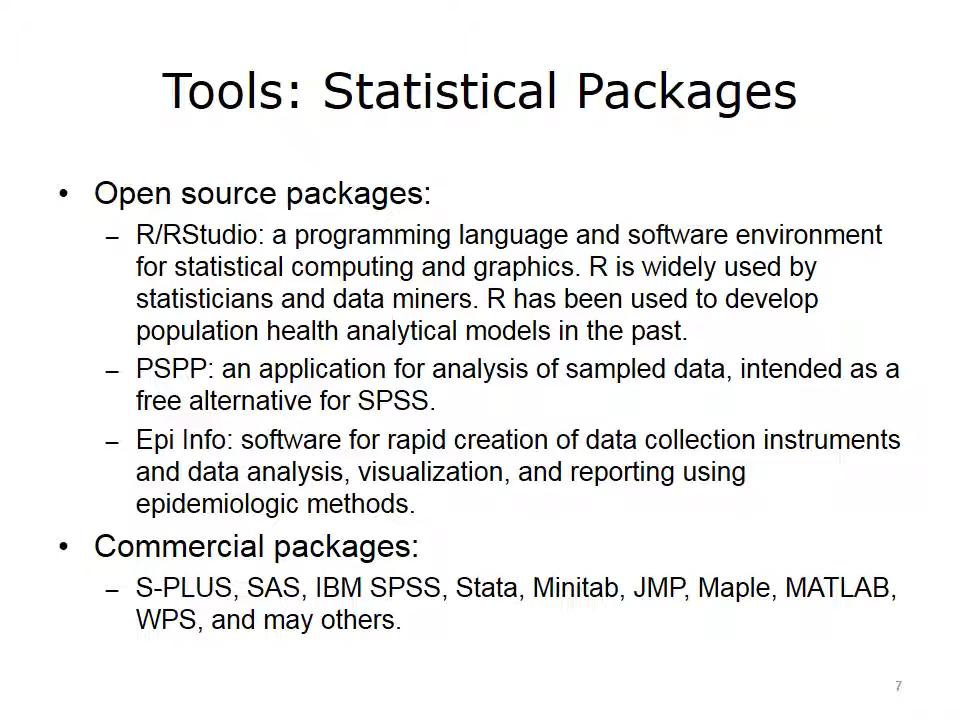 Tools: Statistical Packages
• Open source packages:
– R/RStudio: a programming language and software environment
for statistical computing and graphics. R is widely used by
statisticians and data miners. R has been used to develop
population health analytical models in the past.
– PSPP: an application for analysis of sampled data, intended as a
free alternative for SPSS.
– Epi Info: software for rapid creation of data collection instruments
and data analysis, visualization, and reporting using
epidemiologic methods.
• Commercial packages:
– S-PLUS, SAS, IBM SPSS, Stata, Minitab, JMP, Maple, MATLAB,
WPS, and may others.
7